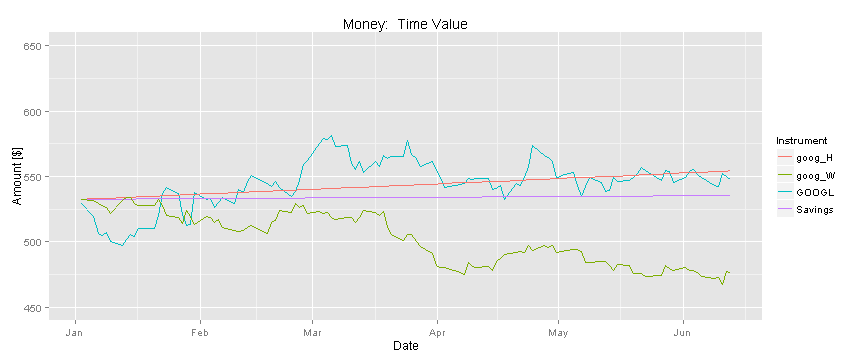 Money:  Time Value
650
600
550
500
450
Amount [$]
Jan Feb Mar Apr May Jun
Date
Instrument
goog_H
goog_W
GOOGL
Savings